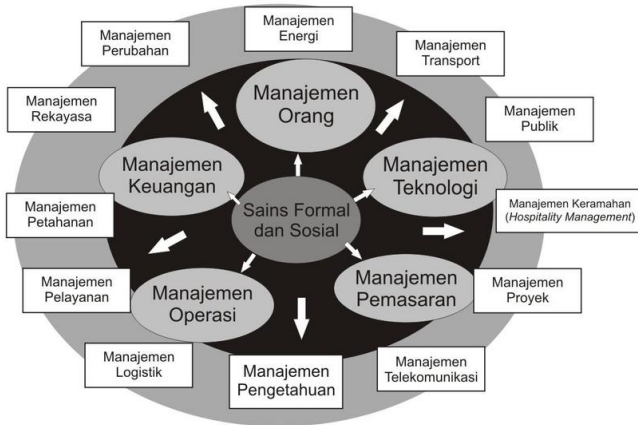 Manajemen
Energi
Manajemen
Perubahan
Manajemen
Transport
Manajemen
Orang
Manajemen
Rekayasa
Manajemen
Publik
Manajemen
Keuangan
Manajemen
Teknologi
Sains Formal
dan Sosial
Manajemen
Petahanan
Manajemen Keramahan
(Hospitality Management)
Manajemen
Pelayanan
Manajemen
Operasi
Manajemen
Pemasaran
Manajemen
Proyek
Manajemen
Logistik
Manajemen
Pengetahuan
Manajemen
Telekomunikasi